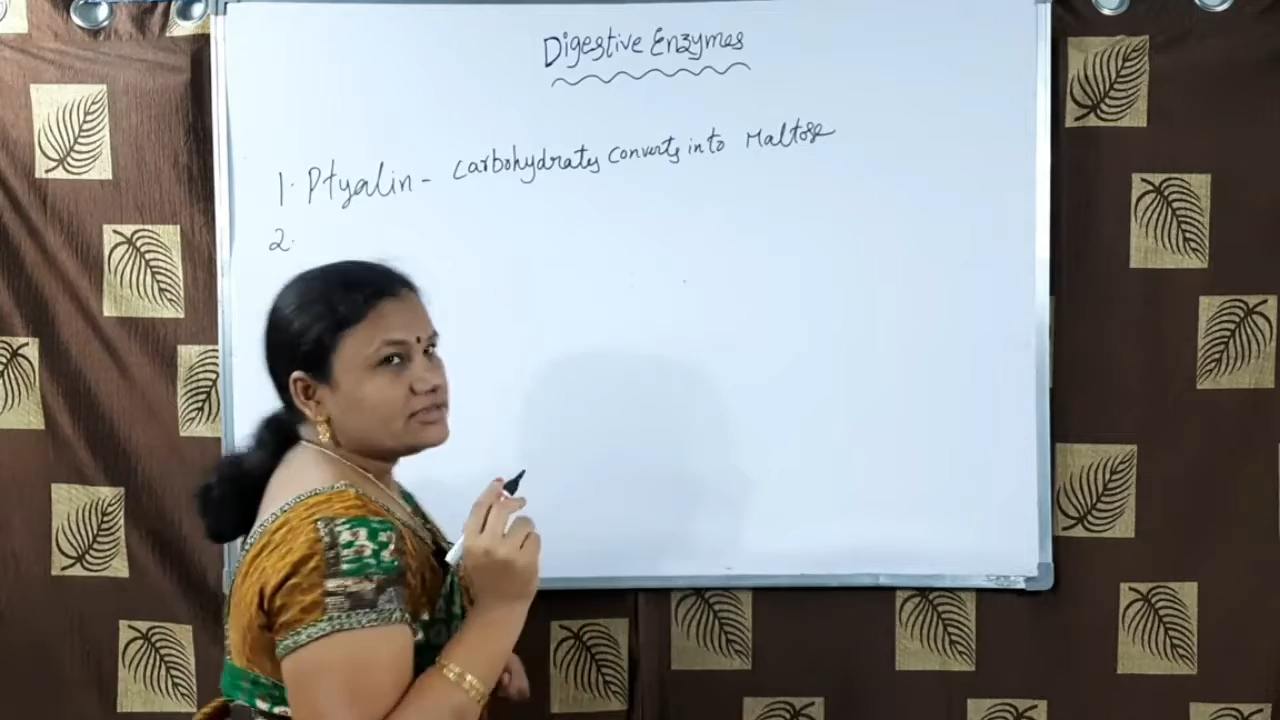 Digestive Enzymes
1. Ptyalin - Carbohydrates converts into Maltose
2.